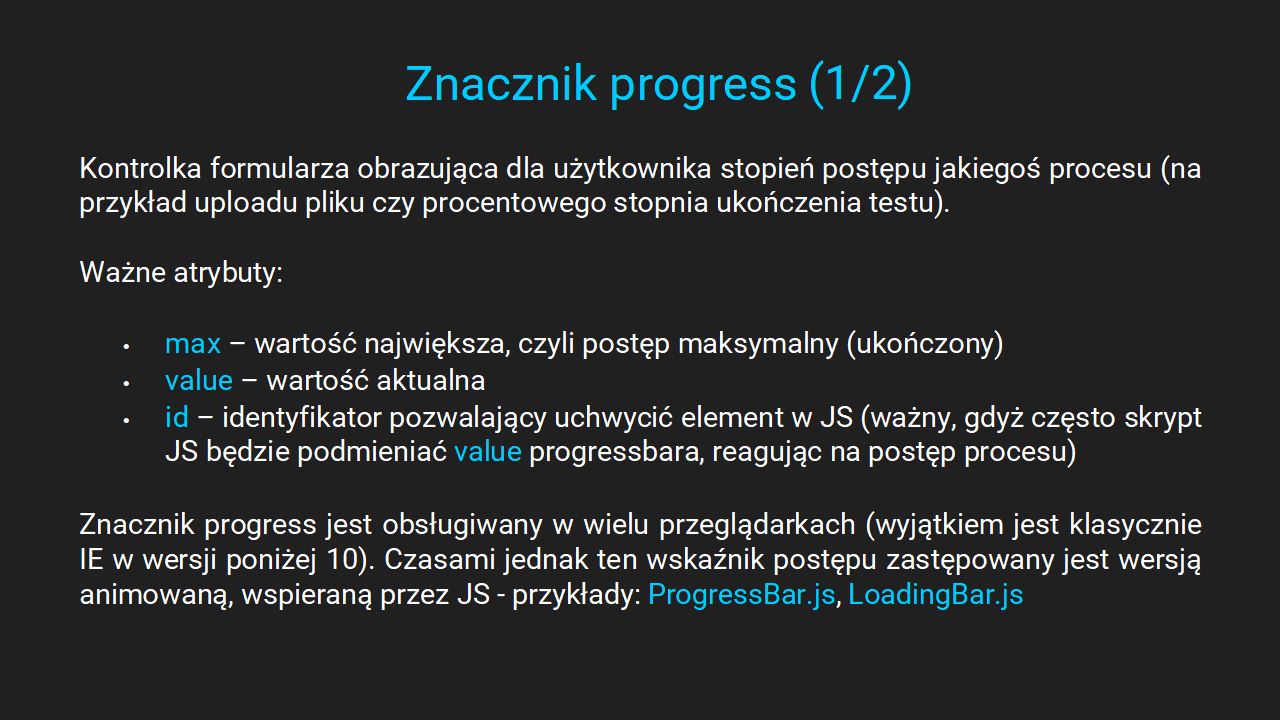 Znacznik progress (1/2)
Kontrolka formularza obrazująca dla użytkownika stopień postępu jakiegoś procesu (na
przykład uploadu pliku czy procentowego stopnia ukończenia testu).
Ważne atrybuty:
• max – wartość największa, czyli postęp maksymalny (ukończony)
• value – wartość aktualna
• id – identyfikator pozwalający uchwycić element w JS (ważny, gdyż często skrypt
JS będzie podmieniać value progressbara, reagując na postęp procesu)
Znacznik progress jest obsługiwany w wielu przeglądarkach (wyjątkiem jest klasycznie
IE w wersji poniżej 10). Czasami jednak ten wskaźnik postępu zastępowany jest wersją
animowaną, wspieraną przez JS - przykłady: ProgressBar.js, LoadingBar.js